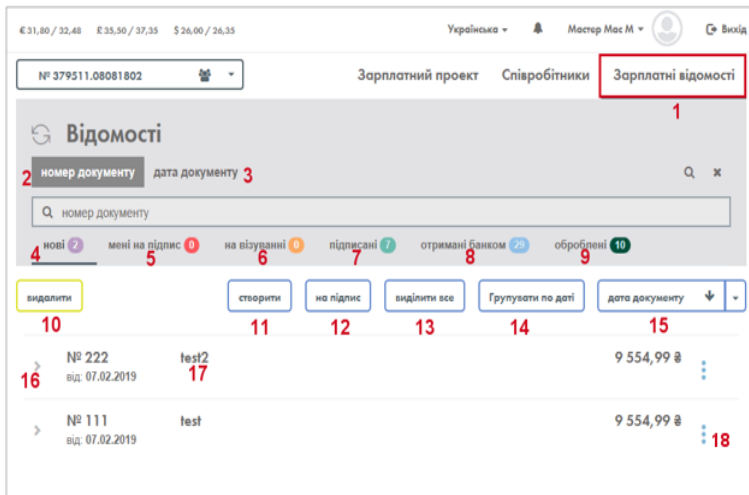 € 31,80 / 32,48 £ 35,50 / 37,35 $ 26,00 / 26,35 Українська Мастер Мас М Вихід
№ 379511.08081802 Зарплатний проект Співробітники Зарплатні відомості
1
Відомості
2 номер документу дата документу 3
номер документу
нові 2 мені на підпис 0 на візуванні 0 підписані 7 отримані банком 29 оброблені 10
4 5 6 7 8 9
видалити створити на підпис виділити все Групувати по даті дата документу
10 11 12 13 14 15
№ 222 test2 9 554,99 ₴
16 від: 07.02.2019 17
№ 111 test 9 554,99 ₴
від: 07.02.2019 18